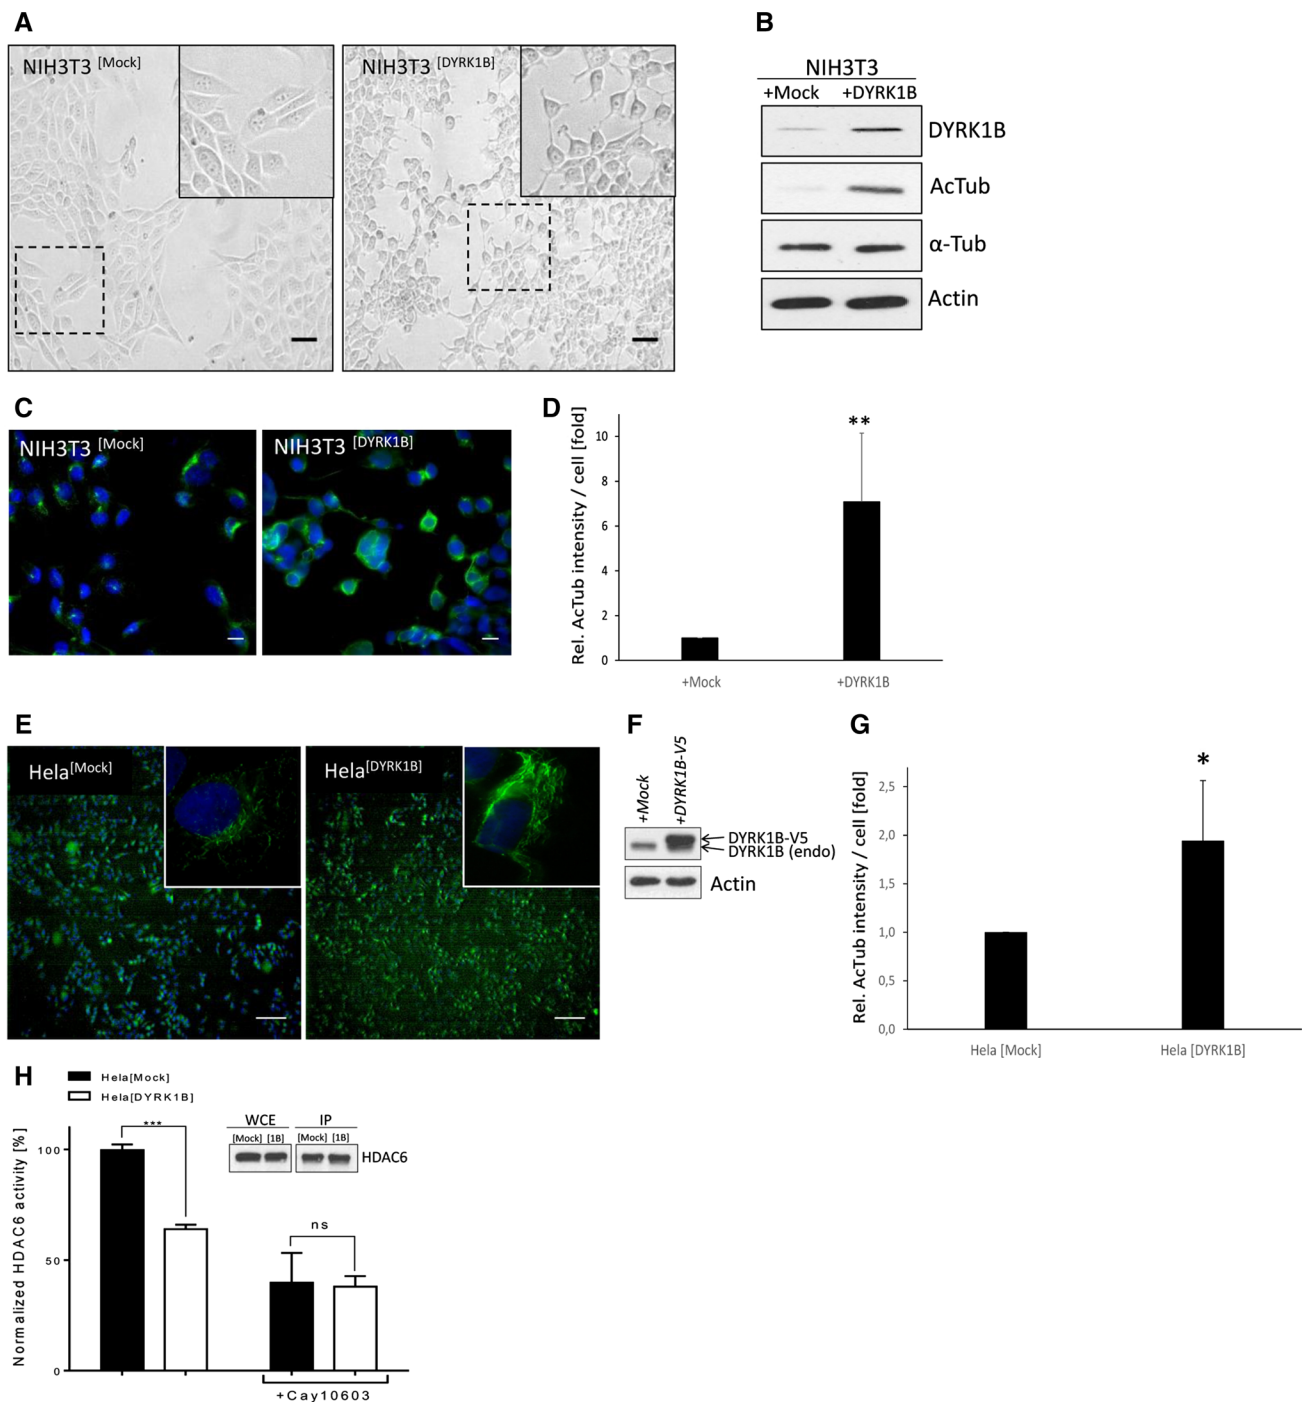 A
NIH3T3 [Mock]
NIH3T3 [DYRK1B]
B
NIH3T3
+Mock +DYRK1B
DYRK1B
AcTub
α-Tub
Actin
C
NIH3T3 [Mock]
NIH3T3 [DYRK1B]
D
Rel. AcTub intensity / cell [fold]
10
8
6
4
2
0
**
+Mock +DYRK1B
E
Hela[Mock]
Hela[DYRK1B]
F
+Mock
+DYRK1B-V5
DYRK1B-V5
DYRK1B (endo)
Actin
G
Rel. AcTub intensity / cell [fold]
2,5
2,0
1,5
1,0
0,5
0,0
*
Hela [Mock] Hela [DYRK1B]
H
Hela[Mock]
Hela[DYRK1B]
Normalized HDAC6 activity [%]
100
50
0
***
WCE IP
[Mock] [1B] [Mock] [1B]
HDAC6
ns
+Cay10603